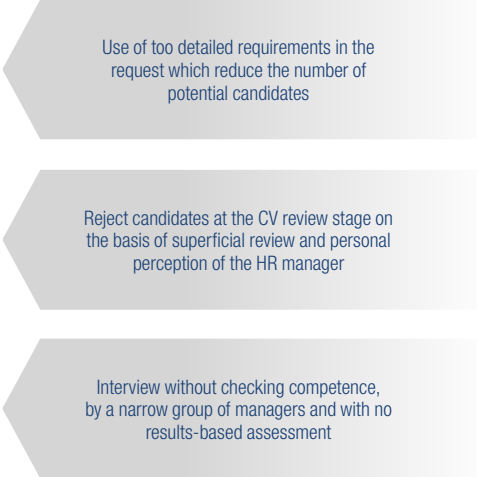 Use of too detailed requirements in the
request which reduce the number of
potential candidates
Reject candidates at the CV review stage on
the basis of superficial review and personal
perception of the HR manager
Interview without checking competence,
by a narrow group of managers and with no
results-based assessment